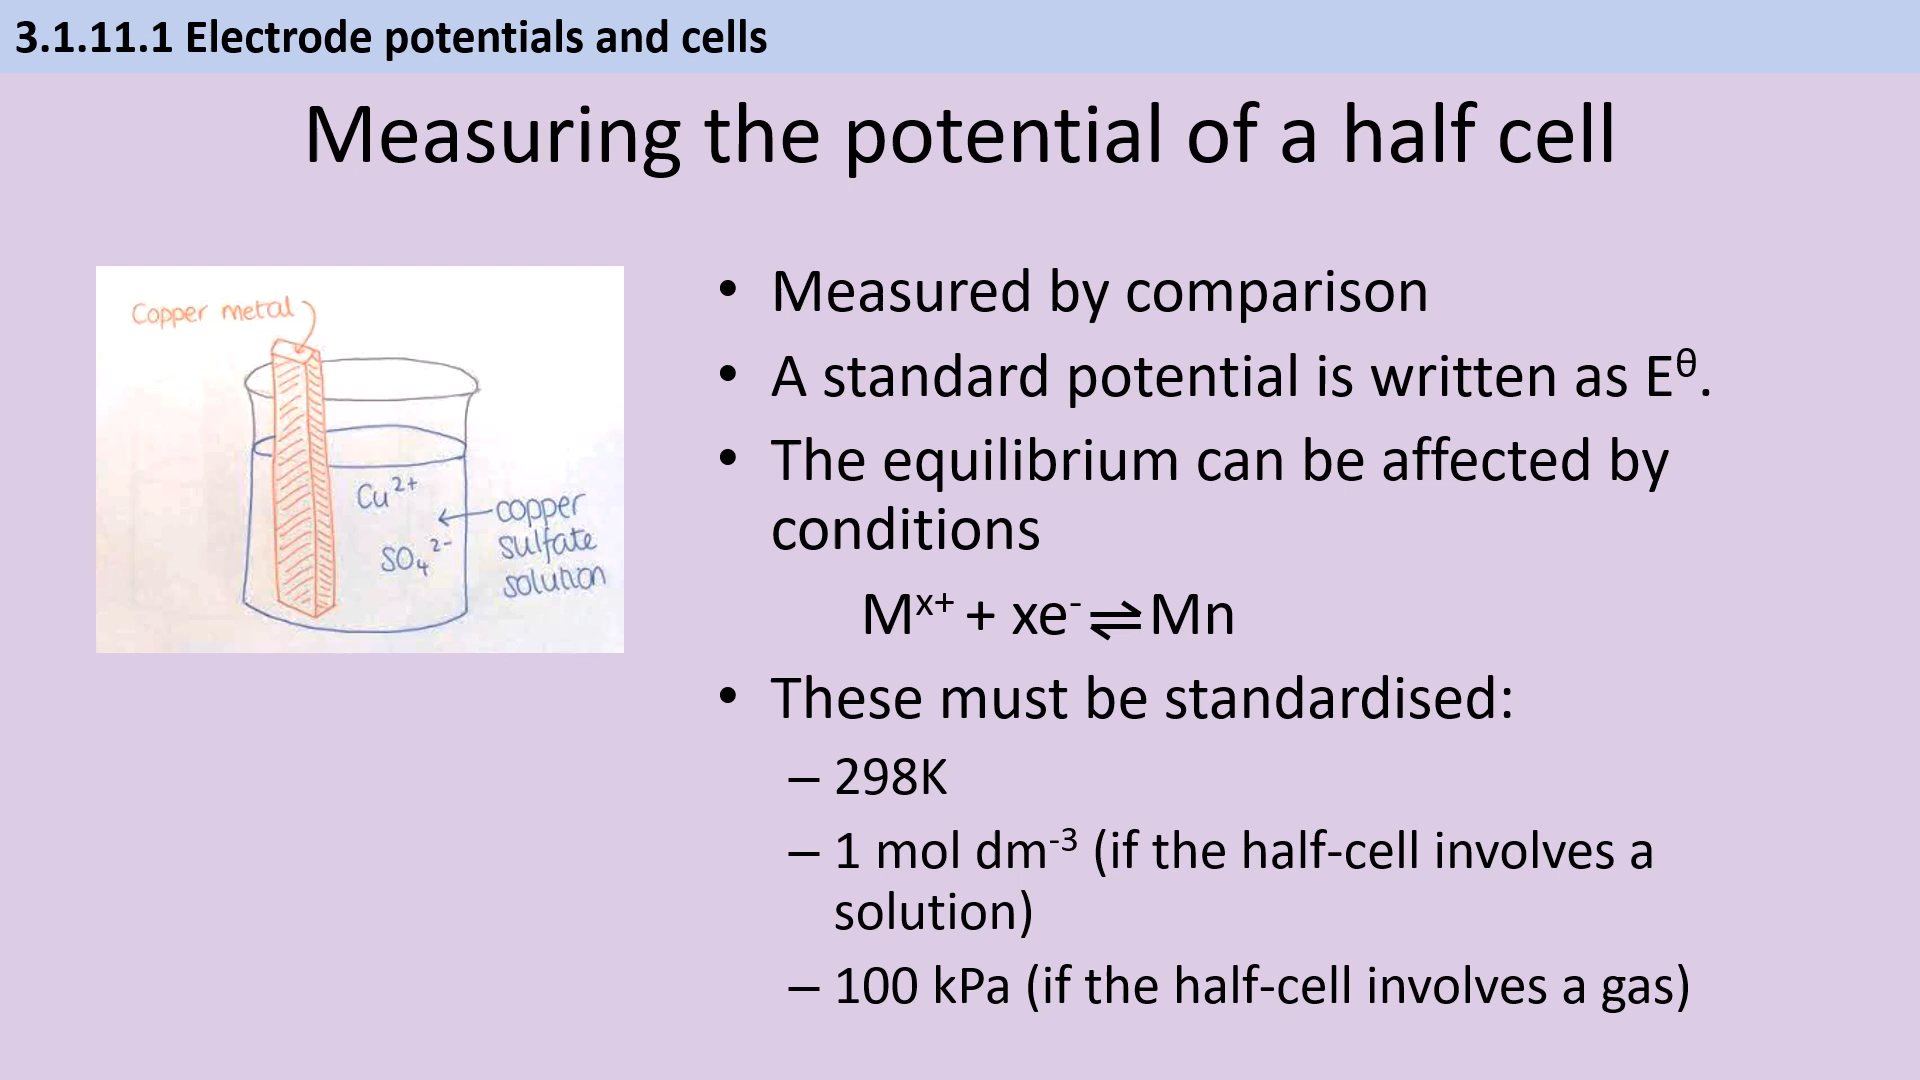 3.1.11.1 Electrode potentials and cells
Measuring the potential of a half cell
Copper metal
Cu²⁺
SO₄²⁻
copper
sulfate
solution
• Measured by comparison
• A standard potential is written as Eᶿ.
• The equilibrium can be affected by
conditions
Mˣ⁺ + xe⁻ ⇌ Mn
• These must be standardised:
– 298K
– 1 mol dm⁻³ (if the half-cell involves a
solution)
– 100 kPa (if the half-cell involves a gas)